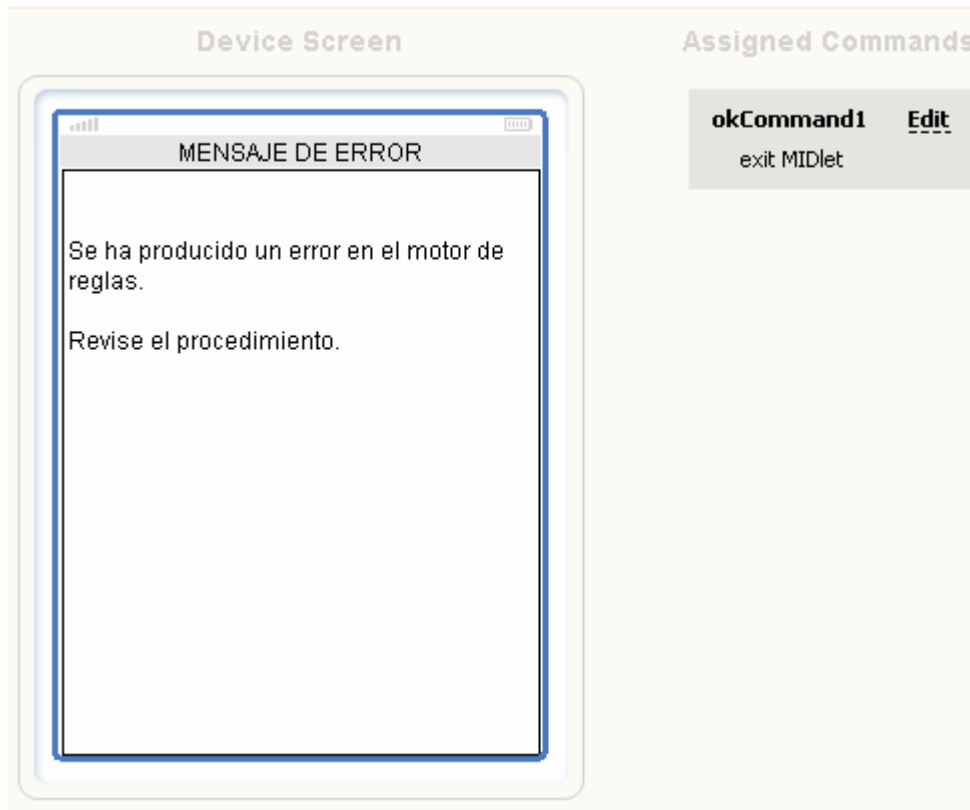 Device Screen
Assigned Commands
MENSAJE DE ERROR
okCommand1 Edit
exit MIDlet
Se ha producido un error en el motor de
reglas.
Revise el procedimiento.